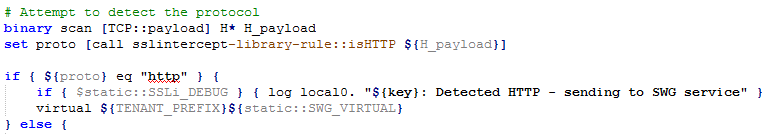 # Attempt to detect the protocol
binary scan [TCP::payload] H* H_payload
set proto [call sslintercept-library-rule::isHTTP ${H_payload}]
if { ${proto} eq "http" } {
if { $static::SSLi_DEBUG } { log local0. "${key}: Detected HTTP - sending to SWG service" }
virtual ${TENANT_PREFIX}${static::SWG_VIRTUAL}
} else {